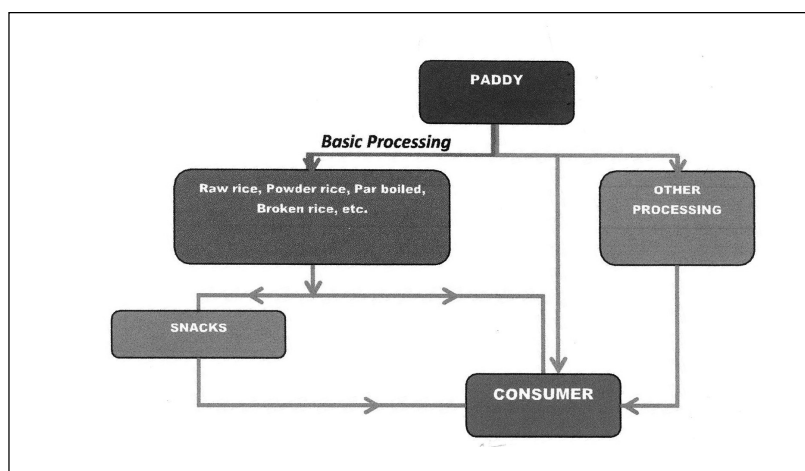 PADDY
Basic Processing
Raw rice, Powder rice, Par boiled,
Broken rice, etc.
OTHER
PROCESSING
SNACKS
CONSUMER